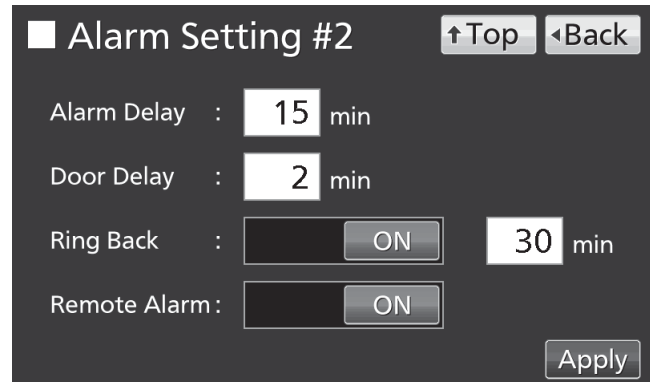 Alarm Setting #2 Top Back
Alarm Delay : 15 min
Door Delay : 2 min
Ring Back : ON 30 min
Remote Alarm : ON
Apply